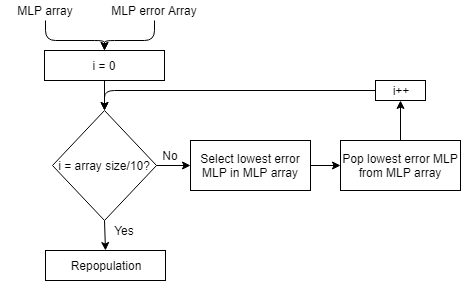 MLP array
MLP error Array
i = 0
i++
i = array size/10?
No
Select lowest error
MLP in MLP array
Pop lowest error MLP
from MLP array
Yes
Repopulation